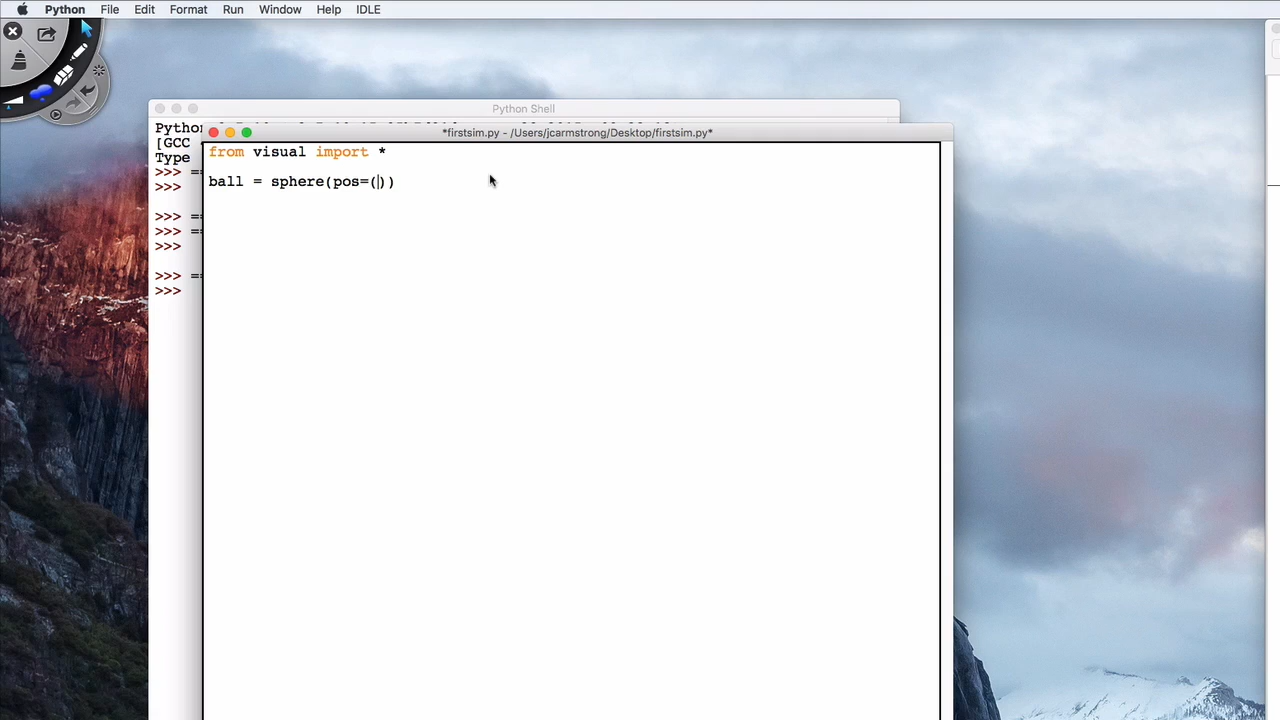 Python File Edit Format Run Window Help IDLE
Python Shell
Python
[GCC
Type
>>> ==
>>>
>>> ==
>>> ==
>>>
>>> ==
>>>
*firstsim.py - /Users/jcarmstrong/Desktop/firstsim.py*
from visual import *
ball = sphere(pos=())